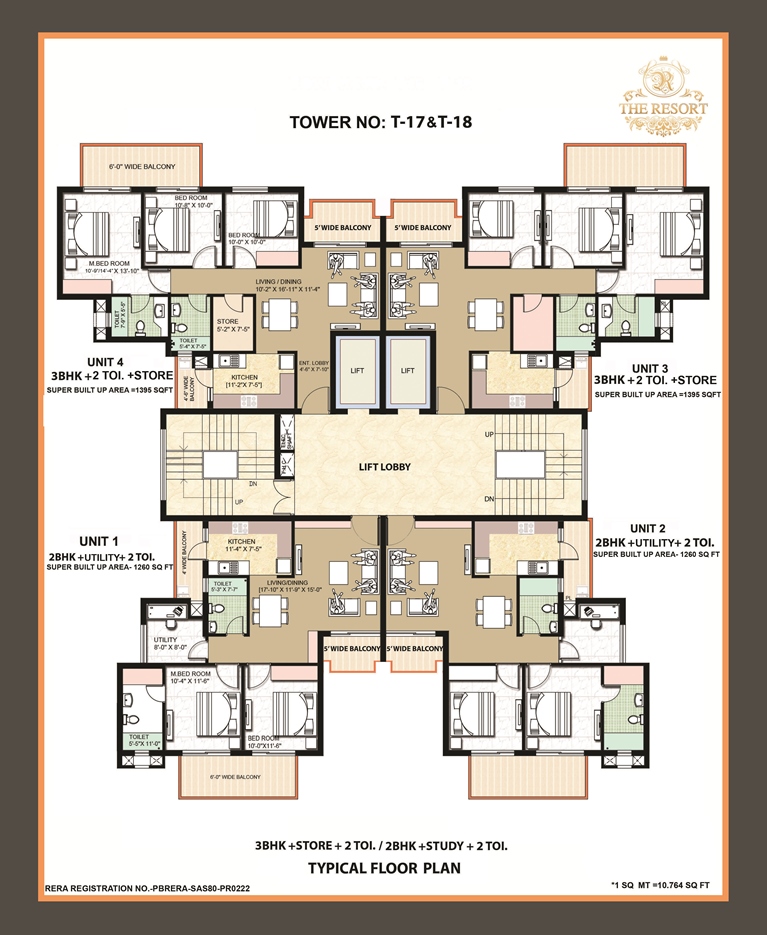 THE RESORT
TOWER NO: T-17&T-18
6'-0" WIDE BALCONY
BED ROOM
10'-8" X 10'-0"
BED ROOM
10'-0" X 10'-0"
5' WIDE BALCONY
5' WIDE BALCONY
M.BED ROOM
10'-9"/14'-4" X 13'-10"
LIVING / DINING
10'-2" X 16'-11" X 11'-4"
TOILET
7'-9" X 5'-5"
TOILET
5'-4" X 7'-5"
STORE
5'-2" X 7'-5"
UNIT 4
3BHK +2 TOI. +STORE
SUPER BUILT UP AREA =1395 SQFT
4'-6" WIDE
BALCONY
KITCHEN
[11'-2"X 7'-5"]
ENT. LOBBY
4'-6" X 7'-10"
LIFT
LIFT
UNIT 3
3BHK +2 TOI. +STORE
SUPER BUILT UP AREA =1395 SQFT
UP
LIFT LOBBY
DN
UP
DN
UNIT 1
2BHK +UTILITY+ 2 TOI.
SUPER BUILT UP AREA- 1260 SQ FT
4' WIDE BALCONY
KITCHEN
11'-4" X 7'-5"
UNIT 2
2BHK +UTILITY+ 2 TOI.
SUPER BUILT UP AREA- 1260 SQ FT
TOILET
5'-3" X 7'-7"
LIVING/DINING
[17'-10" X 11'-9" X 15'-0"]
PL
UTILITY
8'-0" X 8'-0"
5' WIDE BALCONY
5' WIDE BALCONY
M.BED ROOM
10'-4" X 11'-6"
TOILET
5'-5"X 11'-0"
BED ROOM
10'-0"X11'-6"
6'-0" WIDE BALCONY
3BHK +STORE + 2 TOI. / 2BHK +STUDY + 2 TOI.
TYPICAL FLOOR PLAN
RERA REGISTRATION NO.-PBRERA-SAS80-PR0222
*1 SQ MT =10.764 SQ FT